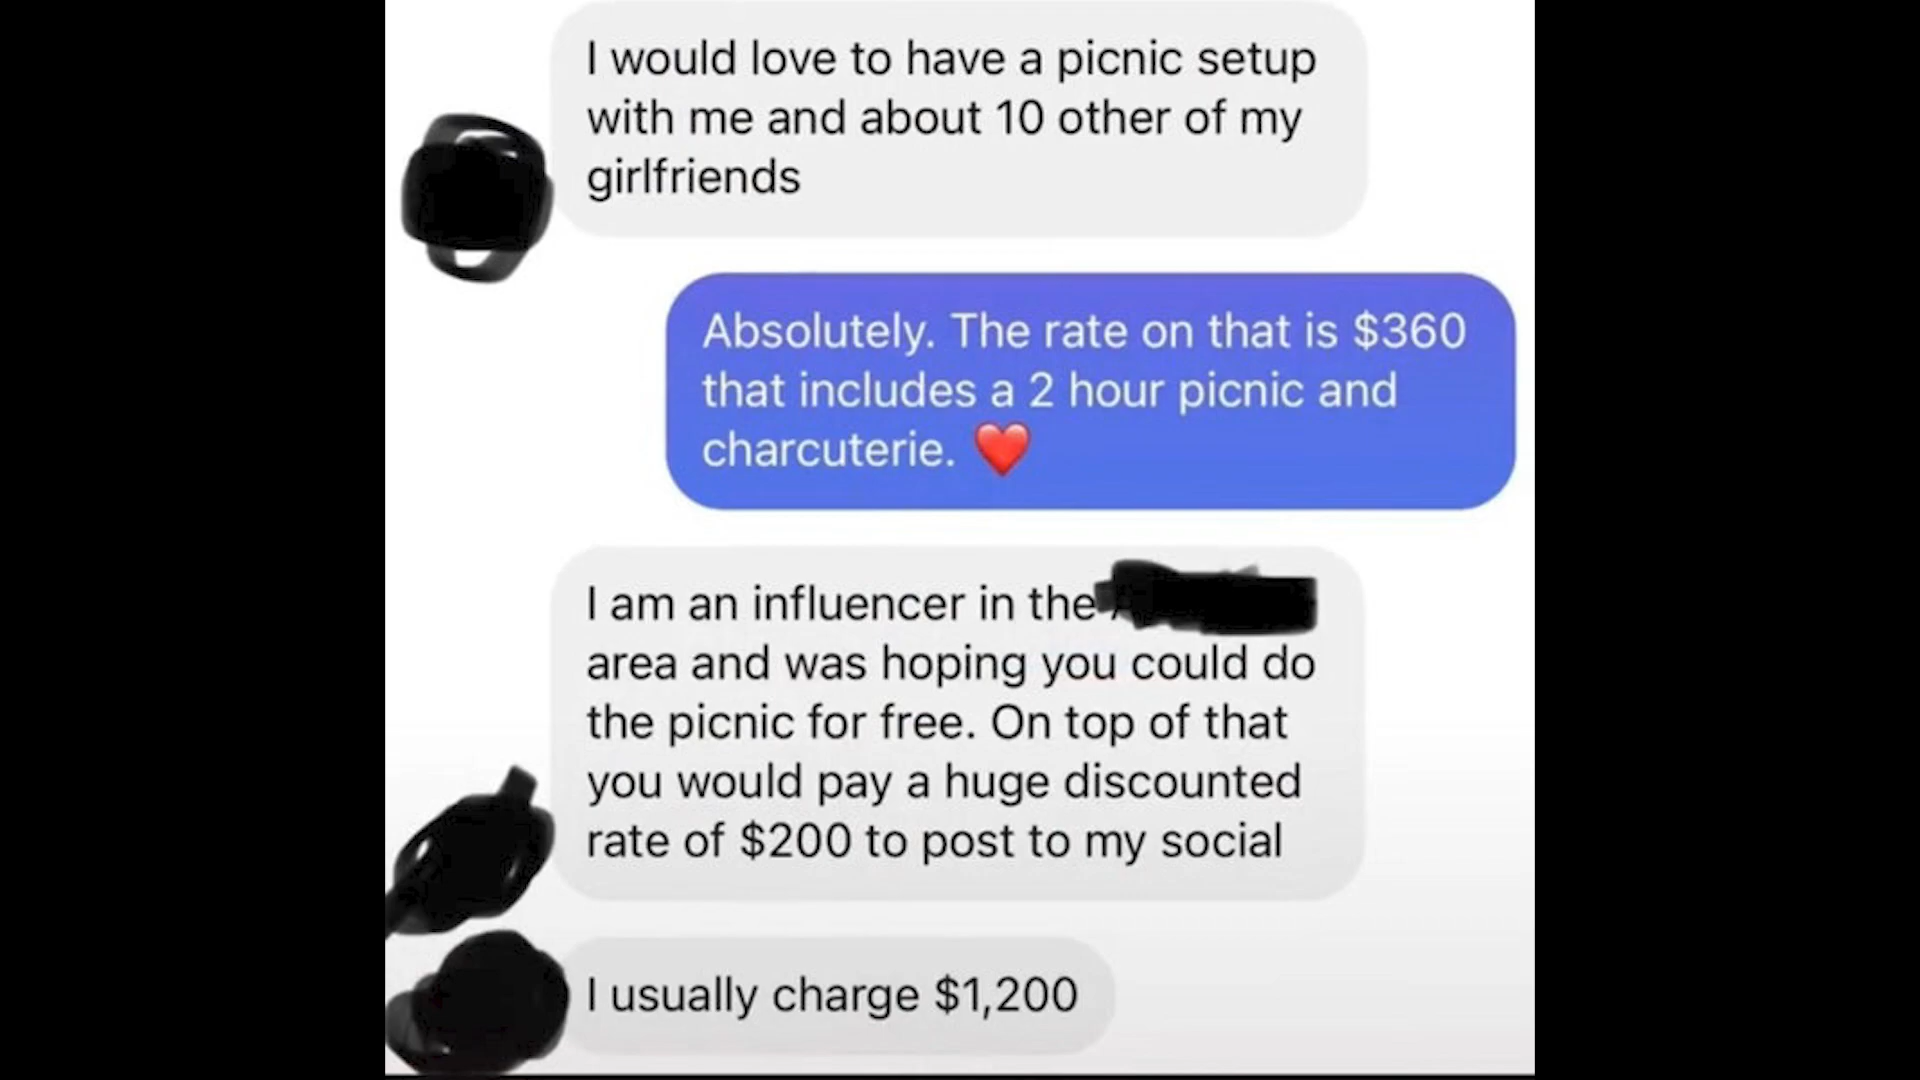 I would love to have a picnic setup
with me and about 10 other of my
girlfriends
Absolutely. The rate on that is $360
that includes a 2 hour picnic and
charcuterie. ❤️
I am an influencer in the
area and was hoping you could do
the picnic for free. On top of that
you would pay a huge discounted
rate of $200 to post to my social
I usually charge $1,200